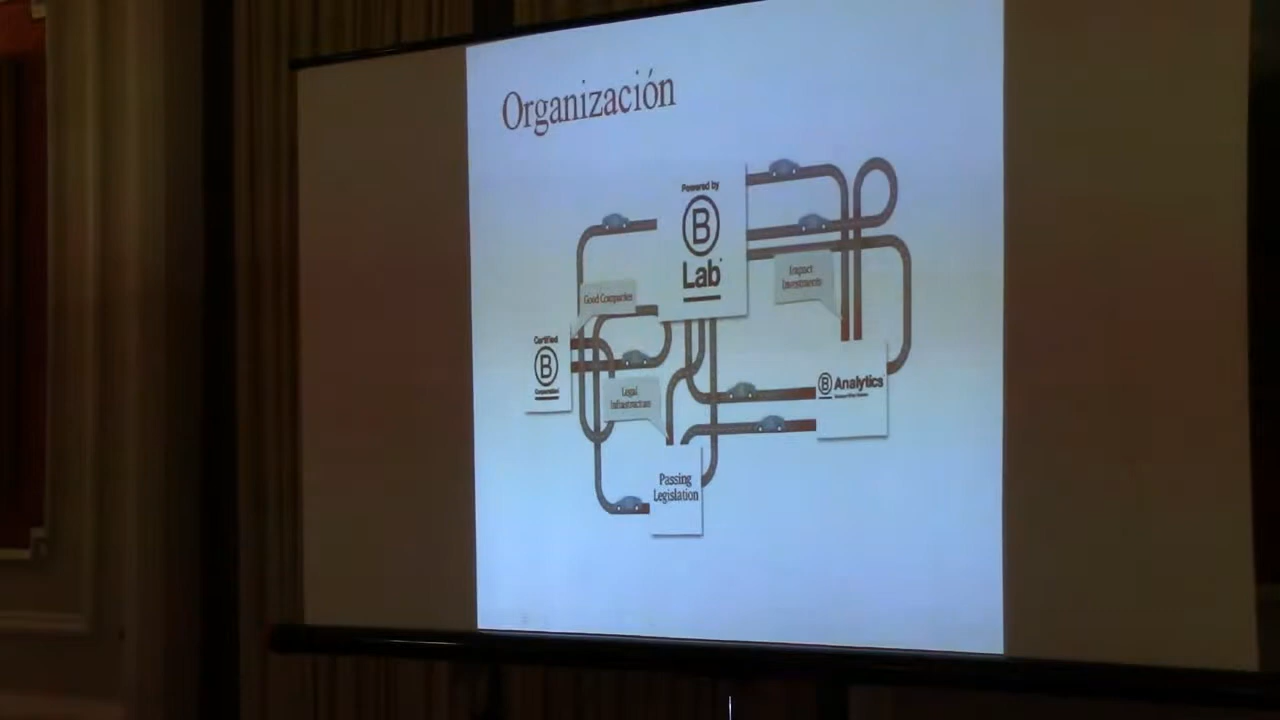 Organización
Powered by
B
Lab
Good Companies
Impact
Investments
Certified
B
Corporation
Legal
Infrastructure
B Analytics
Passing
Legislation